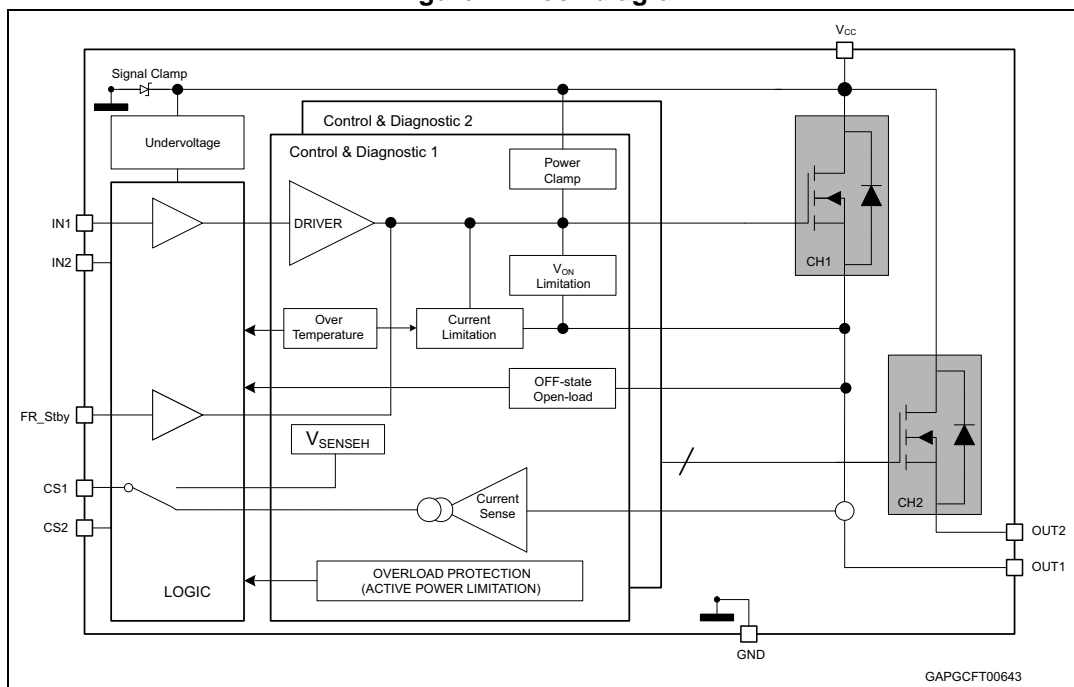 VCC
Signal Clamp
Control & Diagnostic 2
Undervoltage
Control & Diagnostic 1
Power
Clamp
IN1
DRIVER
IN2
VON
Limitation
CH1
Over
Temperature
Current
Limitation
OFF-state
Open-load
FR_Stby
VSENSEH
CS1
Current
Sense
CH2
CS2
OUT2
OVERLOAD PROTECTION
(ACTIVE POWER LIMITATION)
OUT1
LOGIC
GND
GAPGCFT00643